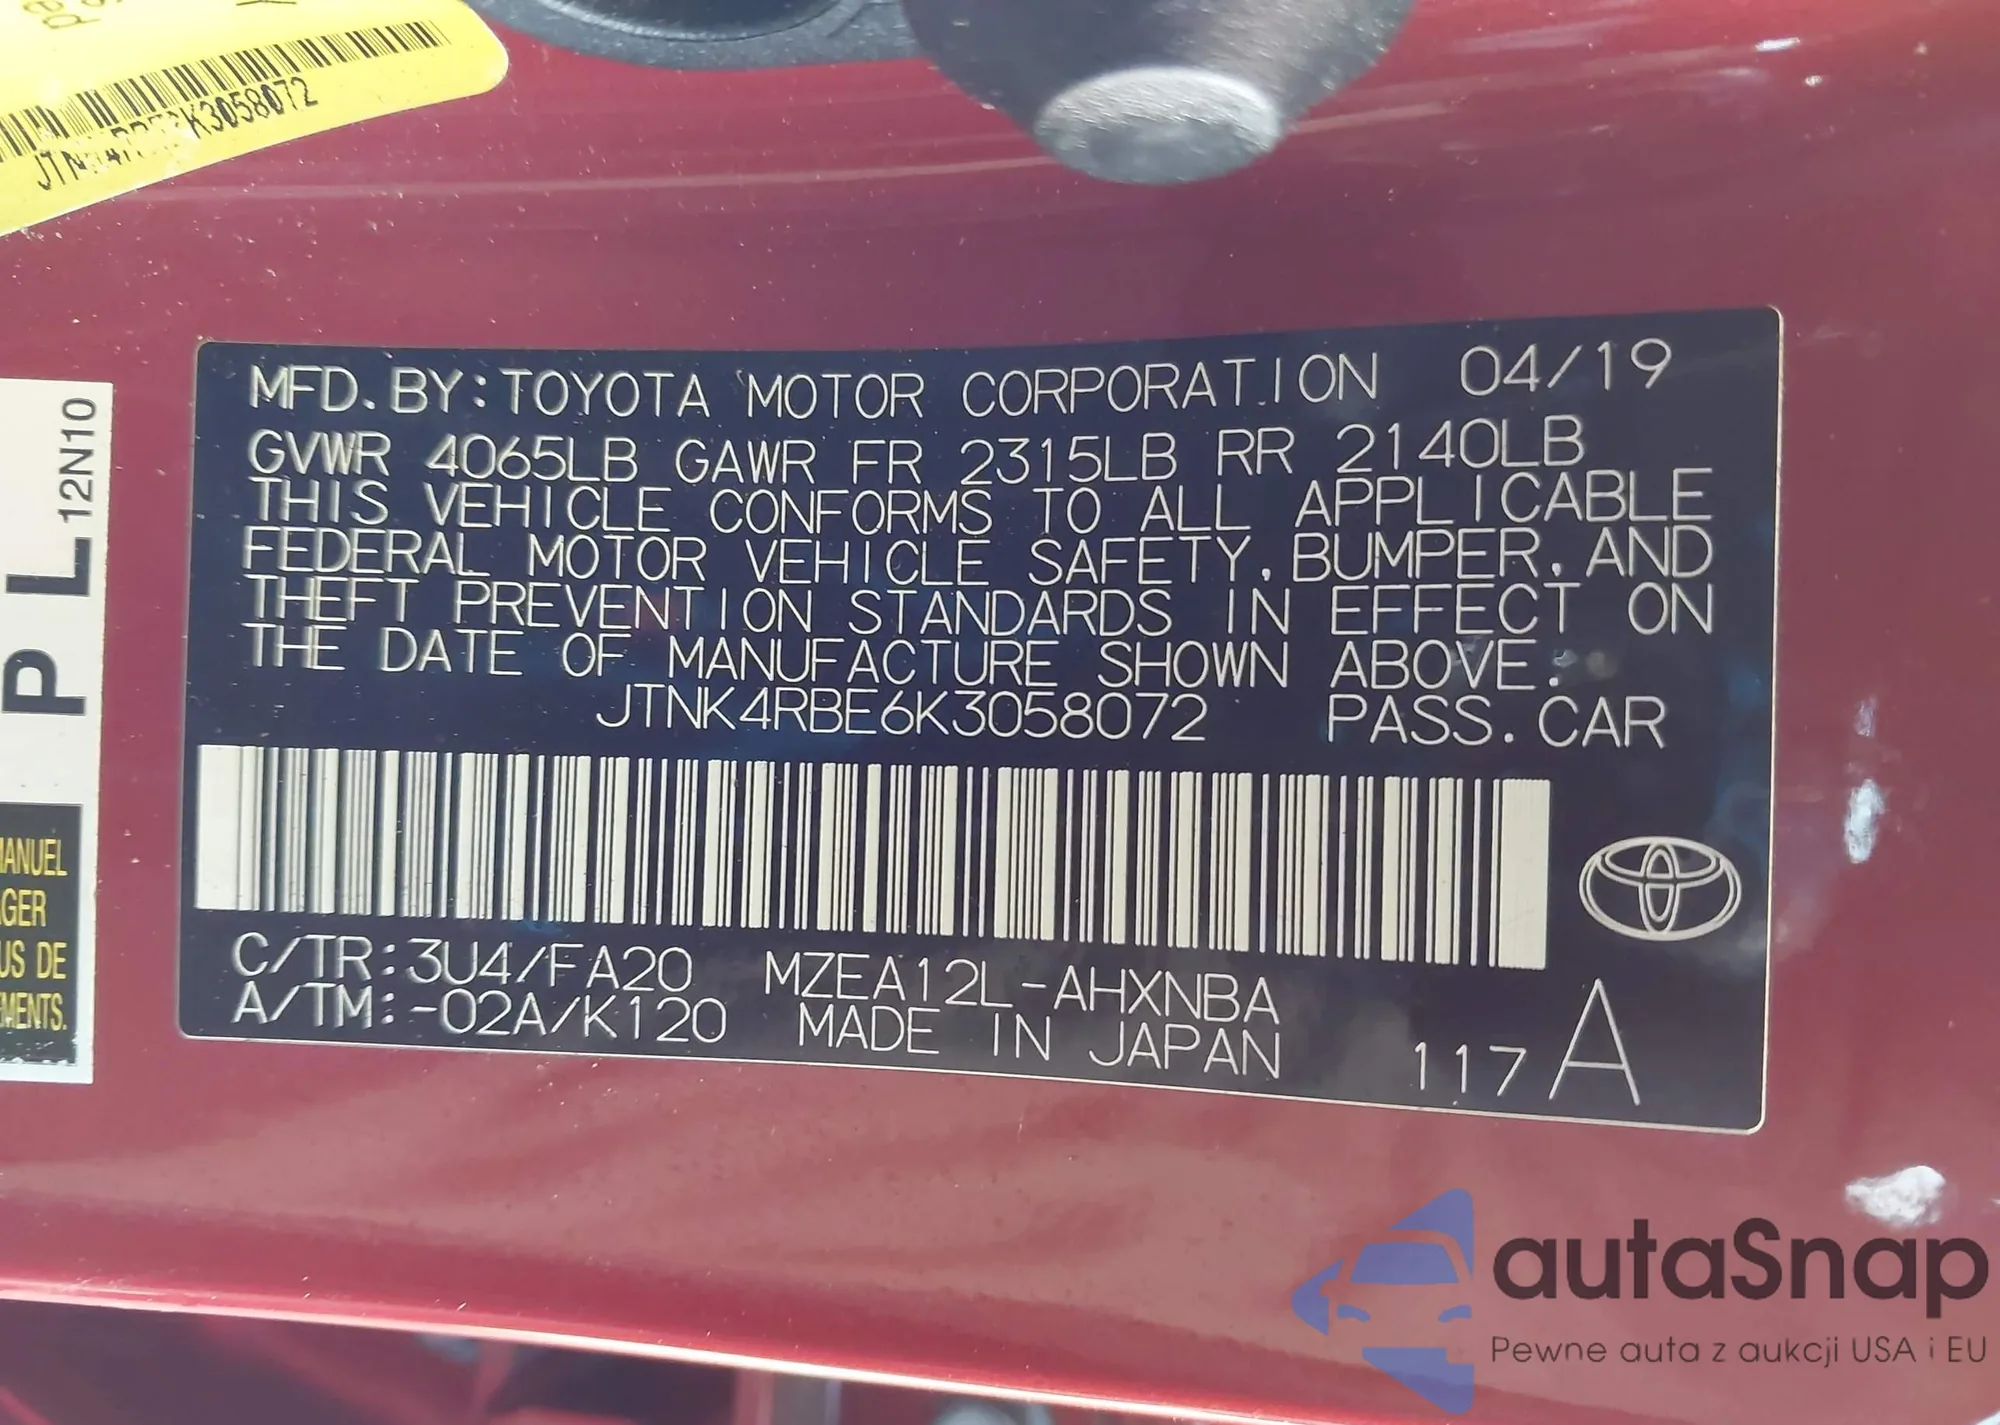 K3058072
MFD. BY: TOYOTA MOTOR CORPORATION 04/19
GVWR 4065LB GAWR FR 2315LB RR 2140LB
THIS VEHICLE CONFORMS TO ALL APPLICABLE
FEDERAL MOTOR VEHICLE SAFETY, BUMPER, AND
THEFT PREVENTION STANDARDS IN EFFECT ON
THE DATE OF MANUFACTURE SHOWN ABOVE.
JTNK4RBE6K3058072 PASS. CAR
C/TR: 3U4/FA20 MZEA12L-AHXNBA
A/TM: -02A/K120 MADE IN JAPAN
117 A
P L 12N10
MANUEL
GER
US DE
EMENTS.
autaSnap
Pewne auta z aukcji USA i EU